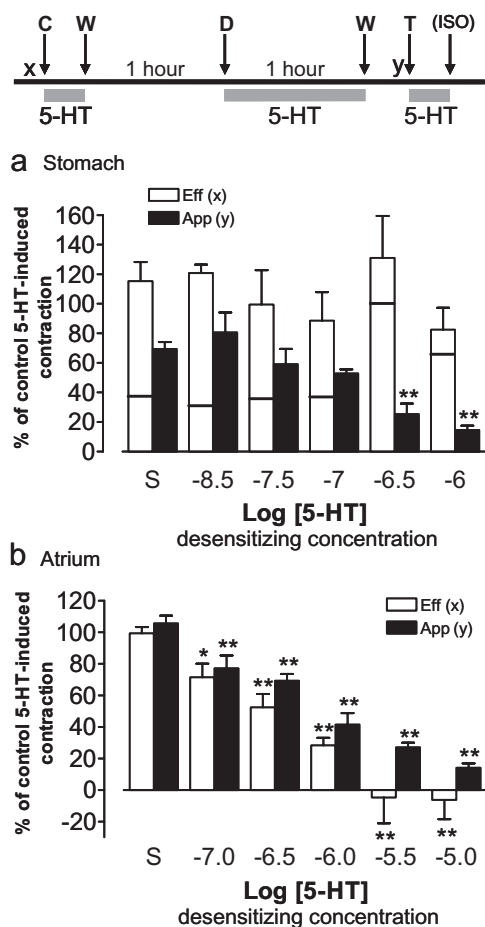 C W D W T (ISO)
x 1 hour 1 hour y
5-HT 5-HT 5-HT
a Stomach
Eff (x)
App (y)
% of control 5-HT-induced
contraction
160
140
120
100
80
60
40
20
0
** **
S -8.5 -7.5 -7 -6.5 -6
Log [5-HT]
desensitizing concentration
b Atrium
Eff (x)
App (y)
% of control 5-HT-induced
contraction
120
100
80
60
40
20
0
-20
* ** ** ** ** ** ** ** ** **
S -7.0 -6.5 -6.0 -5.5 -5.0
Log [5-HT]
desensitizing concentration